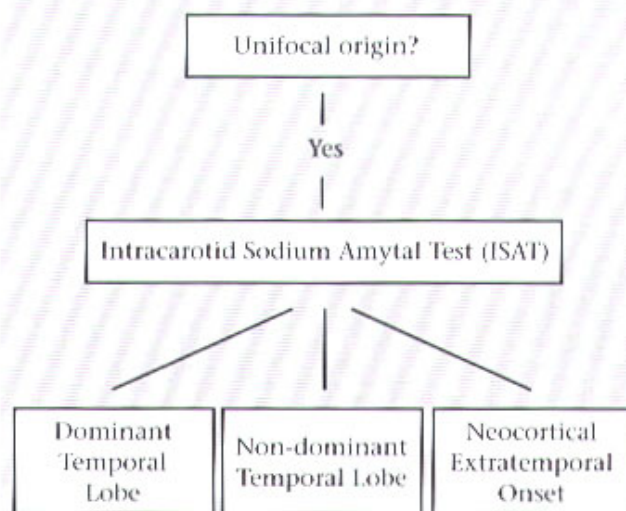 Unifocal origin?
Yes
Intracarotid Sodium Amytal Test (ISAT)
Dominant
Temporal
Lobe
Non-dominant
Temporal Lobe
Neocortical
Extratemporal
Onset